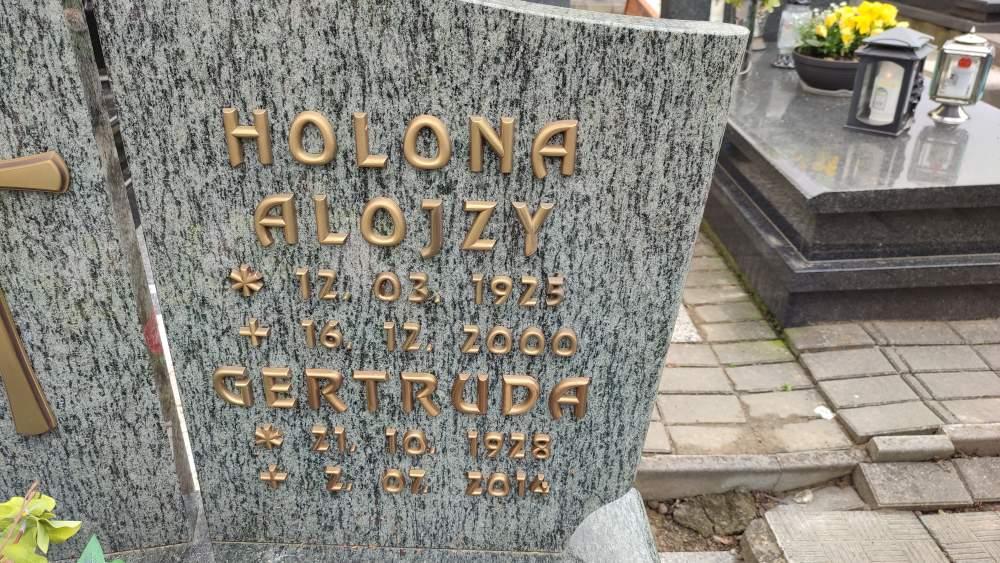 HOLONA
ALOJZY
* 12. 03. 1925
+ 16. 12. 2000
GERTRUDA
* 21. 10. 1928
+ 2. 07. 2014